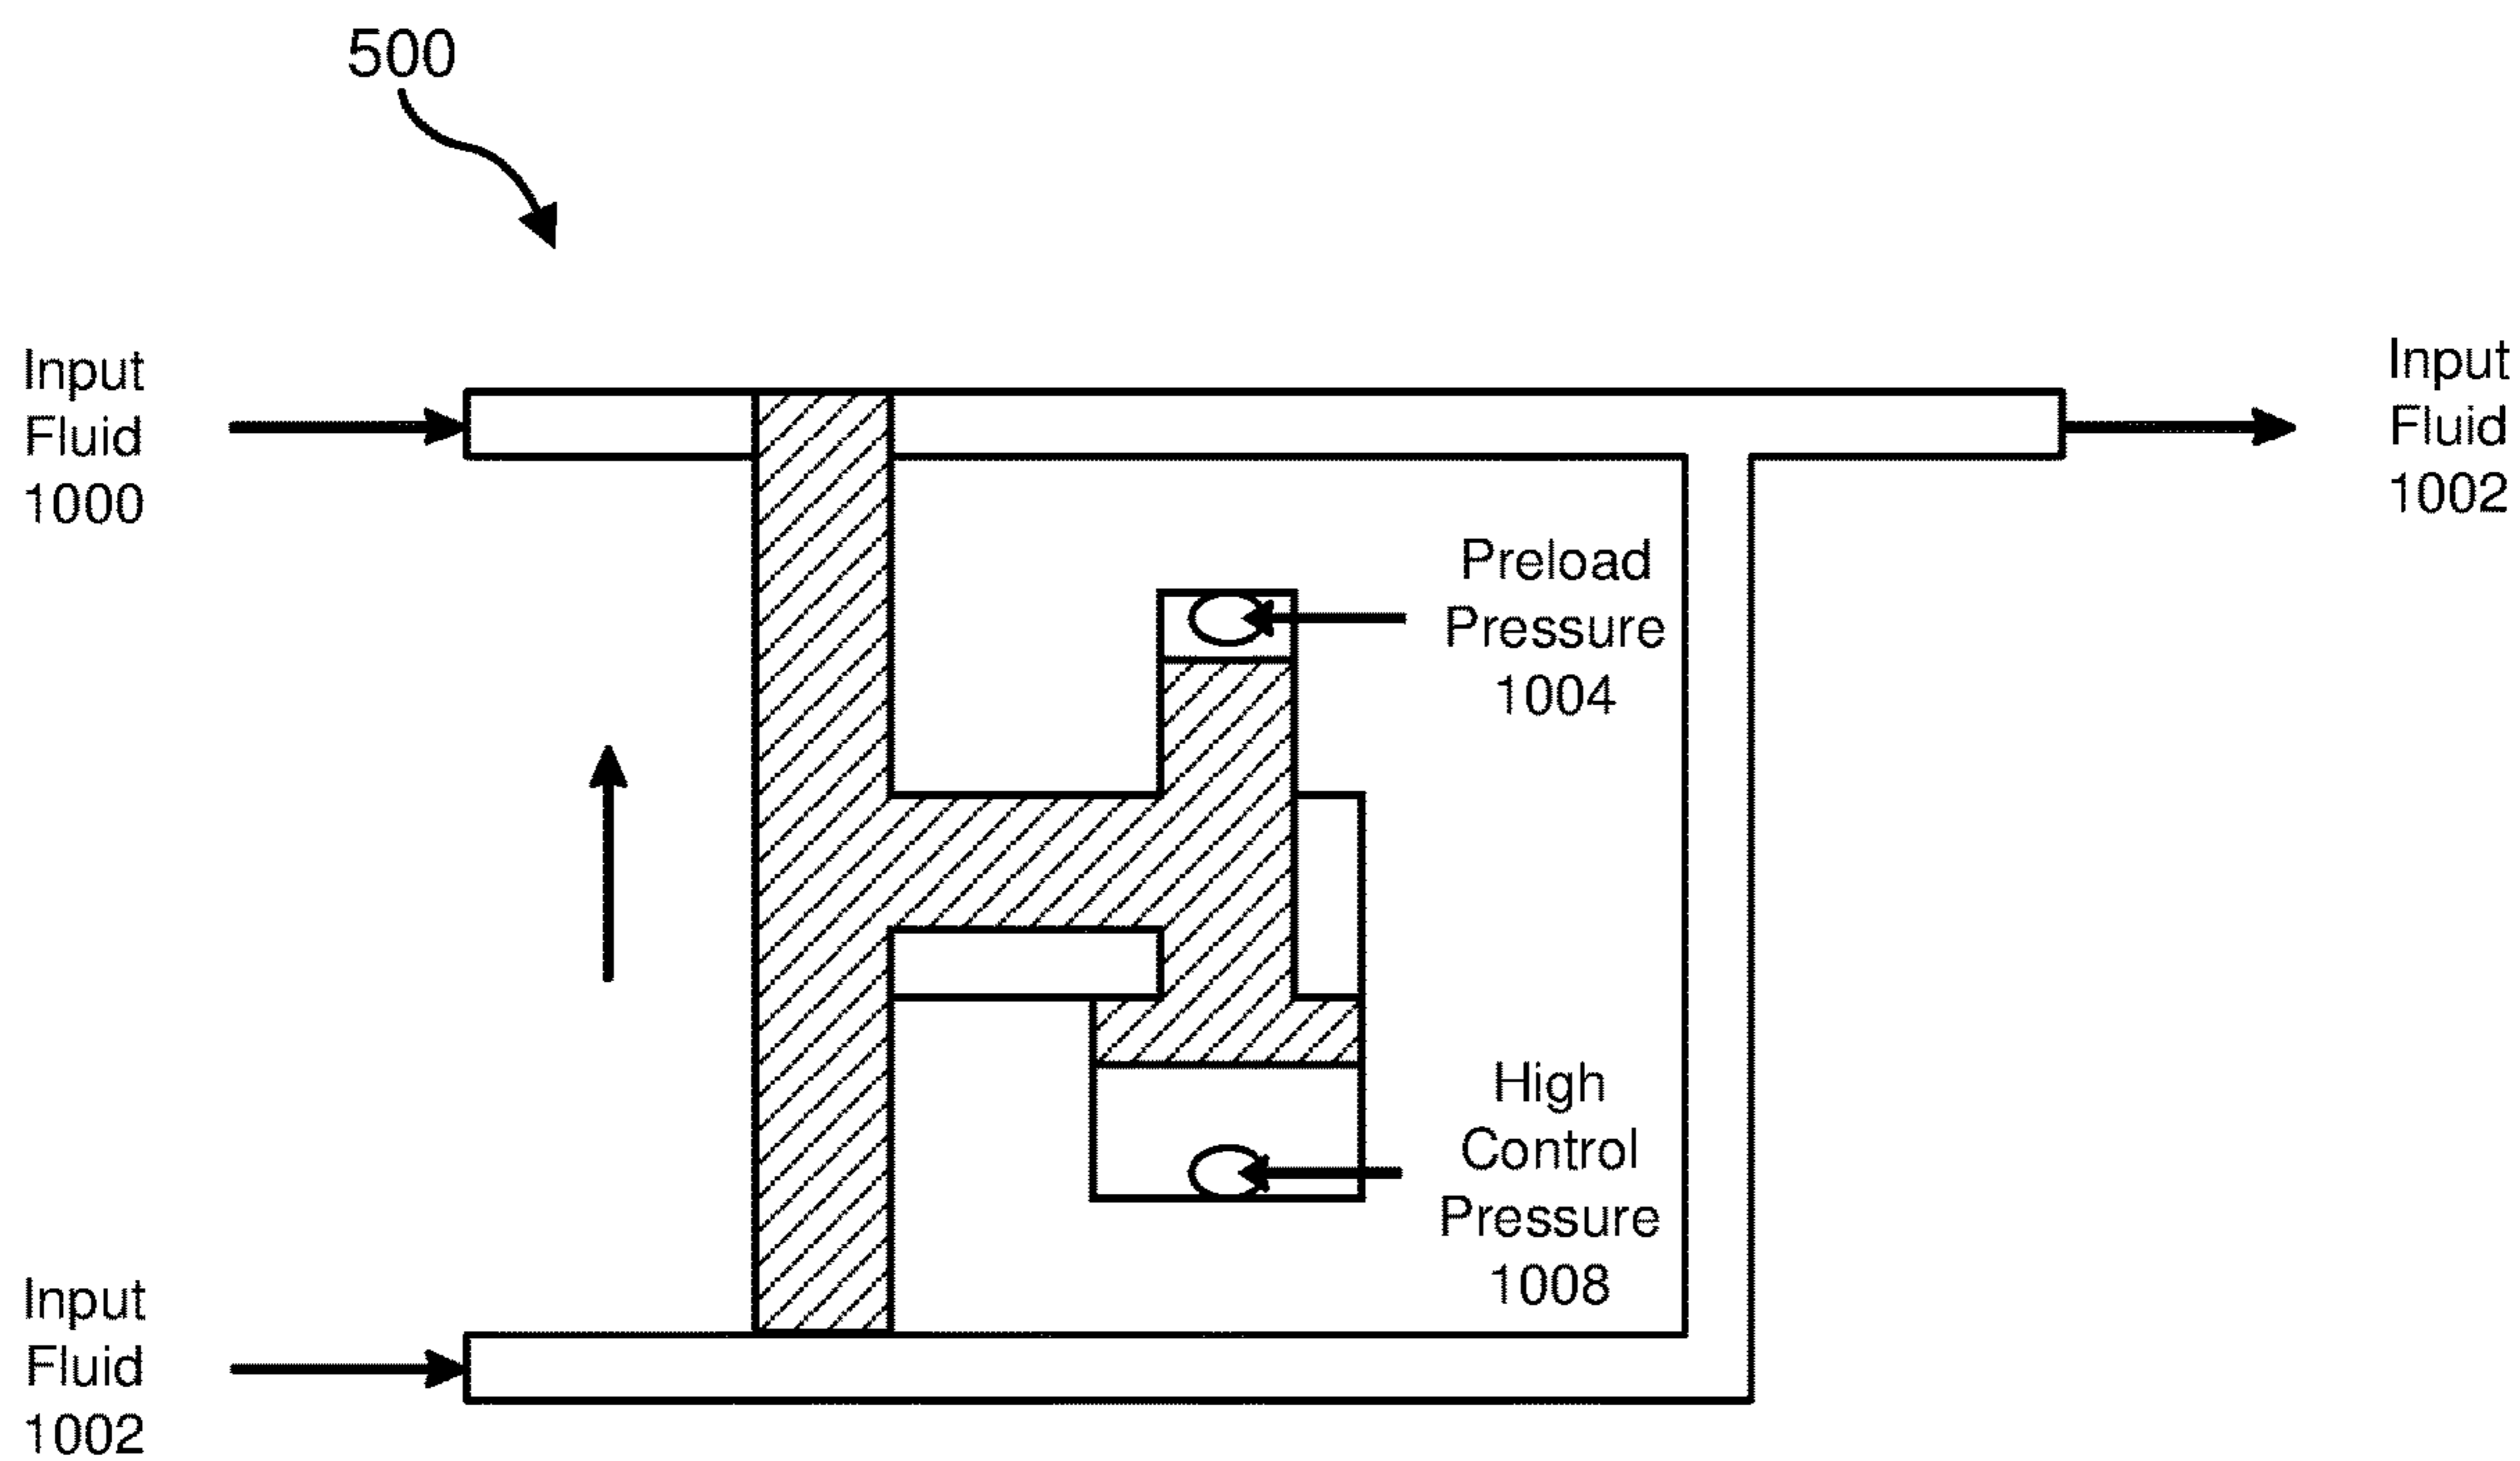 500
Input
Fluid
1000
Input
Fluid
1002
Preload
Pressure
1004
High
Control
Pressure
1008
Input
Fluid
1002